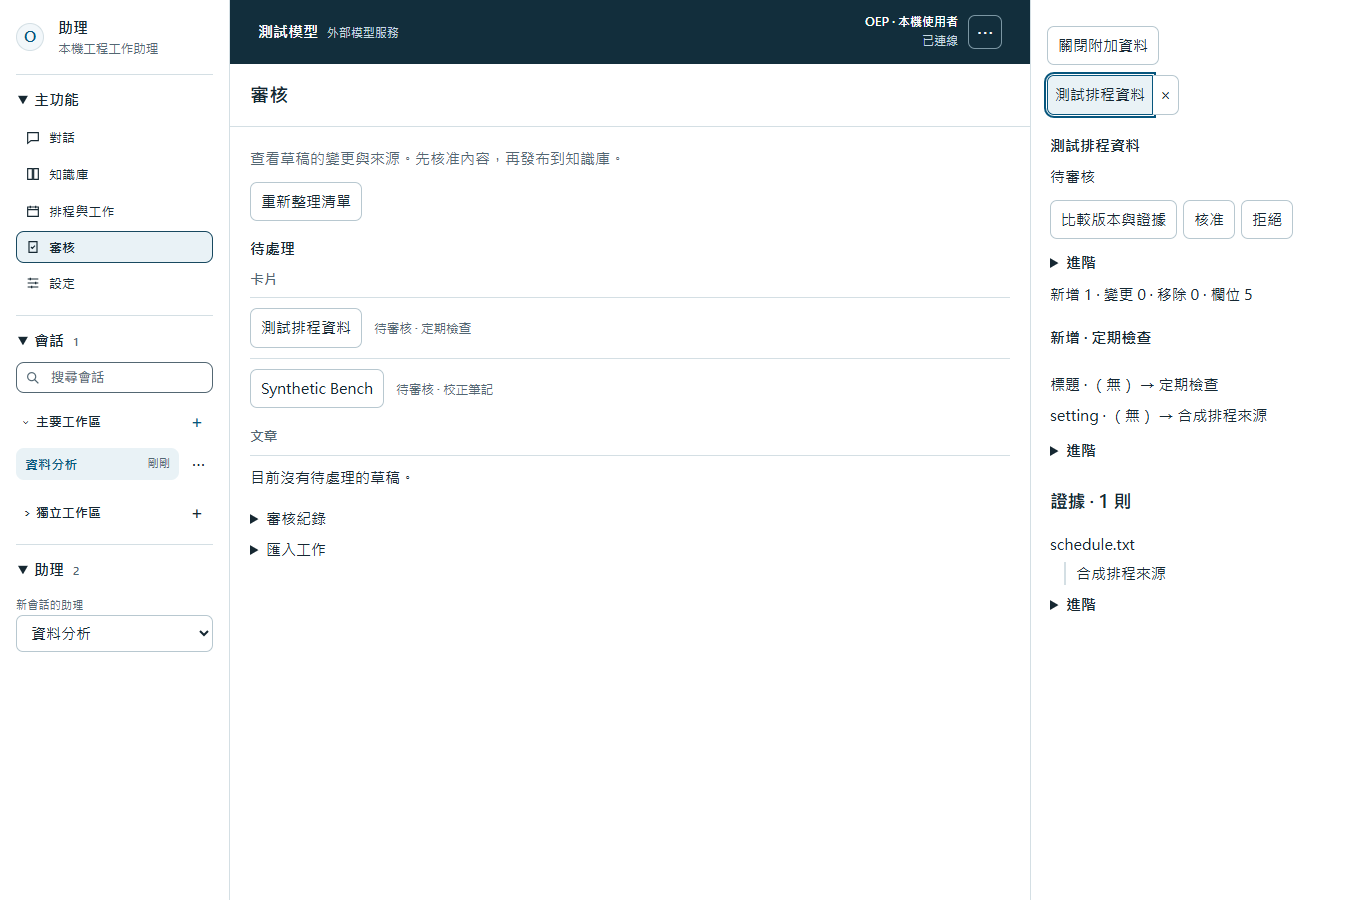 O
助理
本機工程工作助理
▼ 主功能
對話
知識庫
排程與工作
審核
設定
▼ 會話 1
搜尋會話
主要工作區 +
資料分析 剛剛 ···
獨立工作區 +
▼ 助理 2
新會話的助理
資料分析
測試模型 外部模型服務
OEP · 本機使用者
已連線
···
審核
查看草稿的變更與來源。先核准內容，再發布到知識庫。
重新整理清單
待處理
卡片
測試排程資料 待審核 · 定期檢查
Synthetic Bench 待審核 · 校正筆記
文章
目前沒有待處理的草稿。
▶ 審核紀錄
▶ 匯入工作
關閉附加資料
測試排程資料 ×
測試排程資料
待審核
比較版本與證據 核准 拒絕
▶ 進階
新增 1 · 變更 0 · 移除 0 · 欄位 5
新增 · 定期檢查
標題 · （無） → 定期檢查
setting · （無） → 合成排程來源
▶ 進階
證據 · 1 則
schedule.txt
合成排程來源
▶ 進階